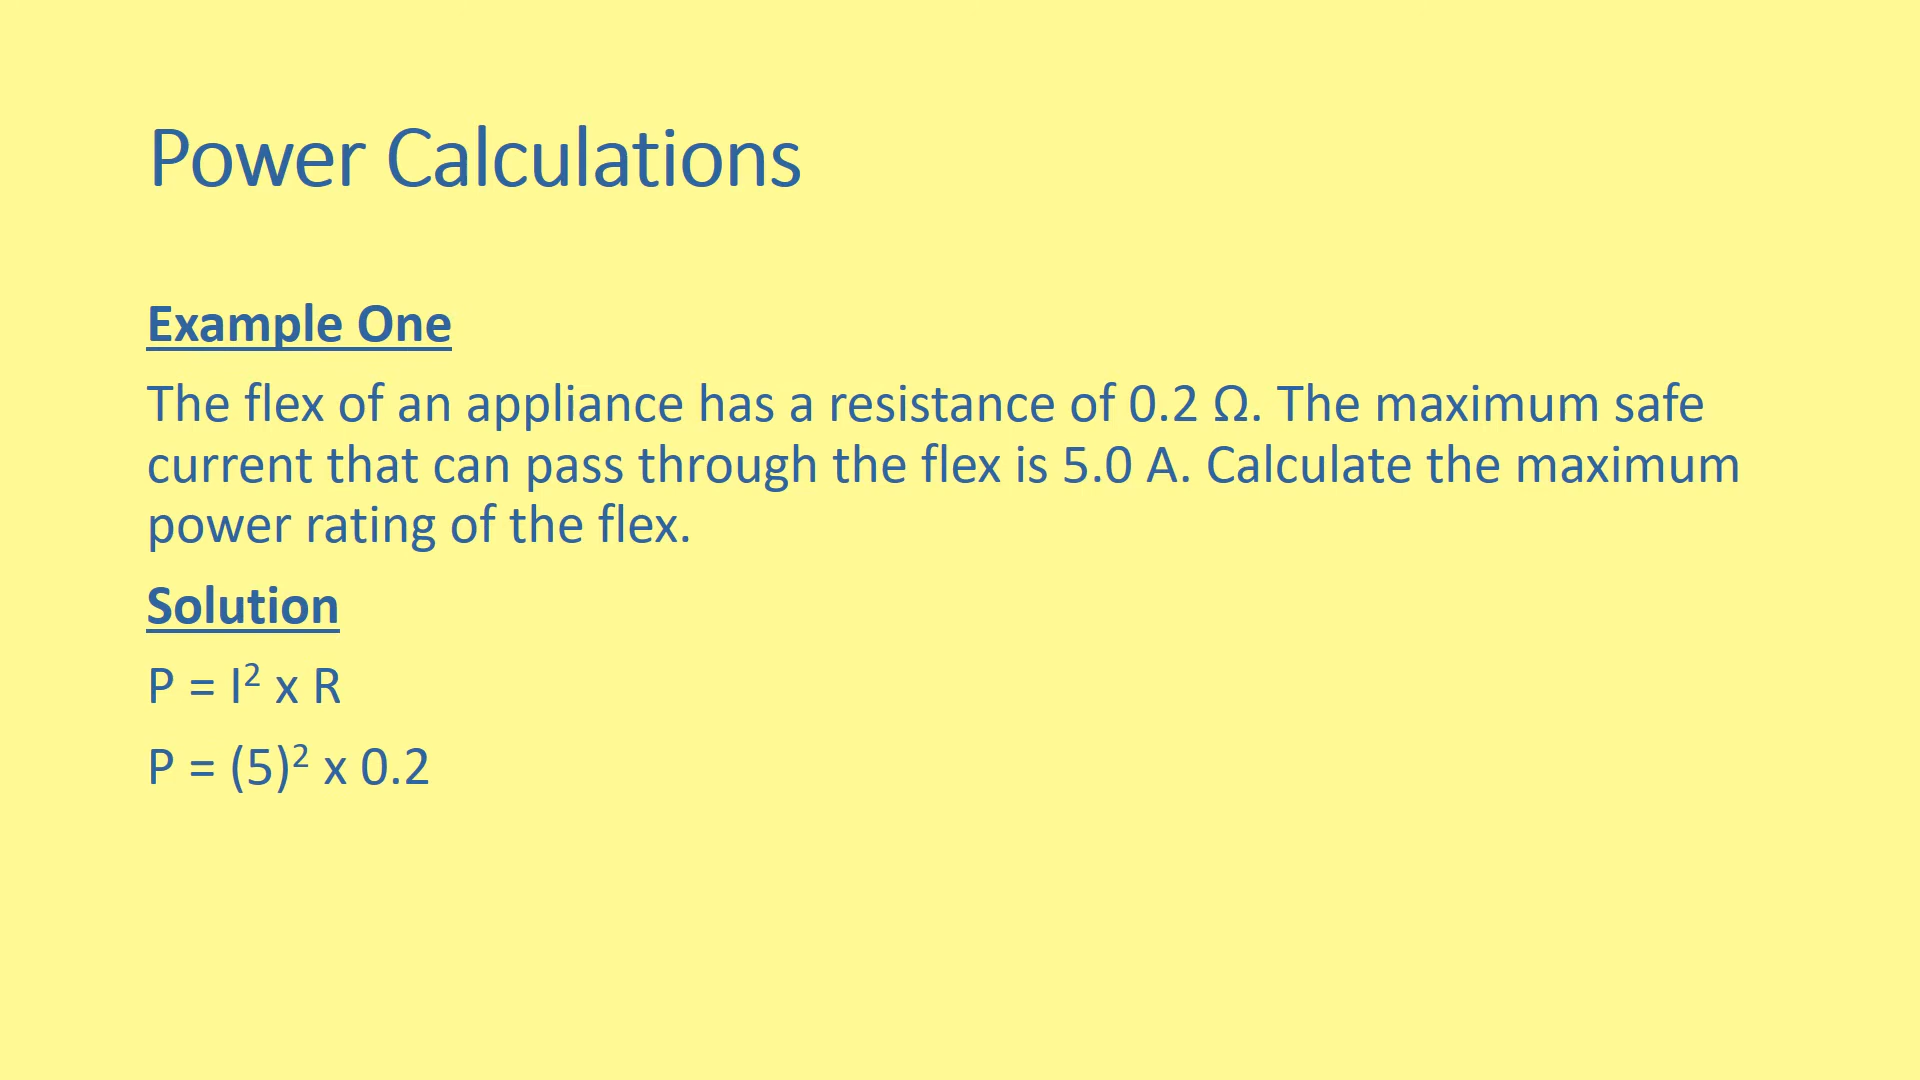 Power Calculations
Example One
The flex of an appliance has a resistance of 0.2 Ω. The maximum safe
current that can pass through the flex is 5.0 A. Calculate the maximum
power rating of the flex.
Solution
P = I² x R
P = (5)² x 0.2